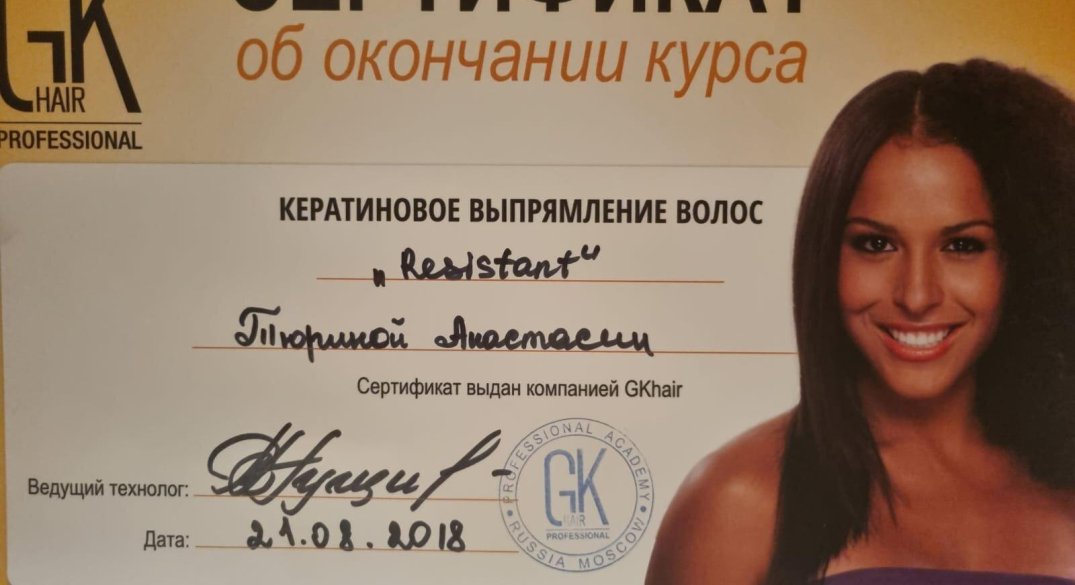 СЕРТИФИКАТ
об окончании курса
GK
HAIR
PROFESSIONAL
КЕРАТИНОВОЕ ВЫПРЯМЛЕНИЕ ВОЛОС
„Resistant“
Тюриной Анастасии
Сертификат выдан компанией GKhair
Ведущий технолог:
Дата: 21.08.2018
PROFESSIONAL ACADEMY
GK
HAIR
PROFESSIONAL
RUSSIA MOSCOW